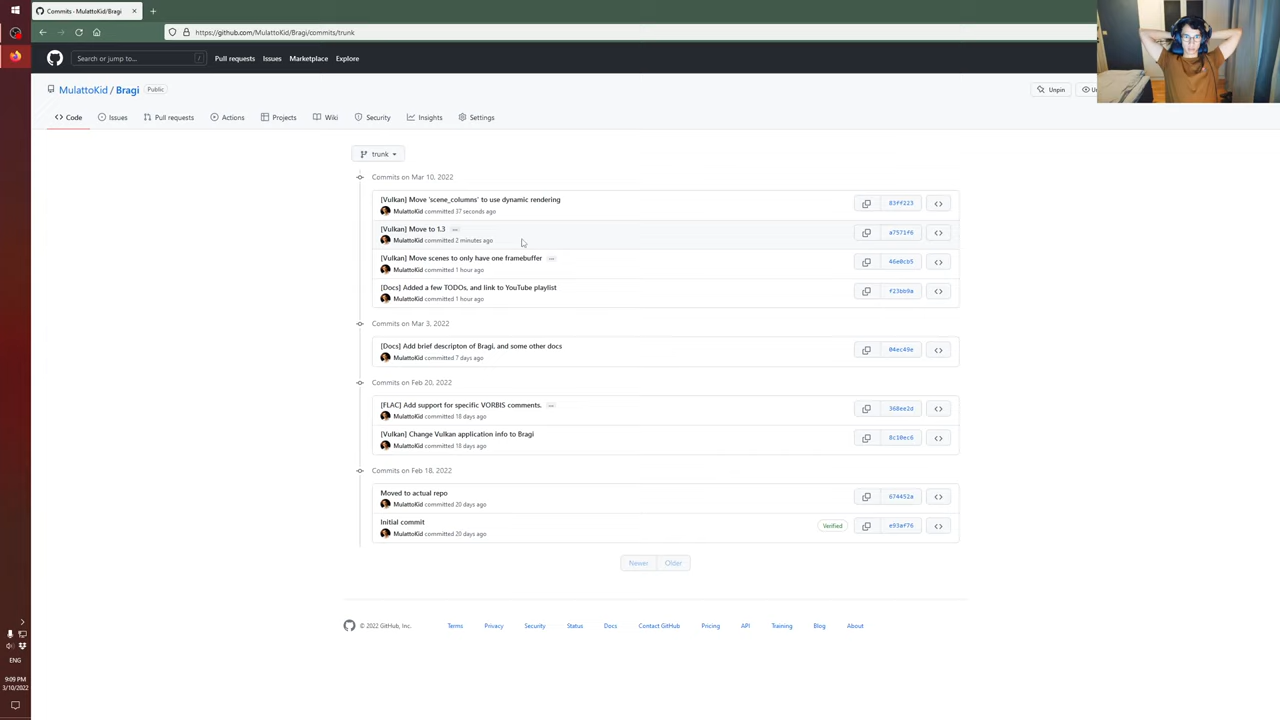 Commits · MulattoKid/Bragi
https://github.com/MulattoKid/Bragi/commits/trunk
Search or jump to...
/
Pull requests
Issues
Marketplace
Explore
MulattoKid / Bragi
Public
Unpin
Code
Issues
Pull requests
Actions
Projects
Wiki
Security
Insights
Settings
trunk
Commits on Mar 10, 2022
[Vulkan] Move 'scene_columns' to use dynamic rendering
MulattoKid committed 37 seconds ago
83ff223
[Vulkan] Move to 1.3
MulattoKid committed 2 minutes ago
a7571f6
[Vulkan] Move scenes to only have one framebuffer
MulattoKid committed 1 hour ago
46e0cb5
[Docs] Added a few TODOs, and link to YouTube playlist
MulattoKid committed 1 hour ago
f23bb9a
Commits on Mar 3, 2022
[Docs] Add brief descripton of Bragi, and some other docs
MulattoKid committed 7 days ago
04ec49e
Commits on Feb 20, 2022
[FLAC] Add support for specific VORBIS comments.
MulattoKid committed 18 days ago
368ee2d
[Vulkan] Change Vulkan application info to Bragi
MulattoKid committed 18 days ago
8c10ec6
Commits on Feb 18, 2022
Moved to actual repo
MulattoKid committed 20 days ago
674452a
Initial commit
MulattoKid committed 20 days ago
Verified
e93af76
Newer
Older
© 2022 GitHub, Inc.
Terms
Privacy
Security
Status
Docs
Contact GitHub
Pricing
API
Training
Blog
About
ENG
9:09 PM
3/10/2022